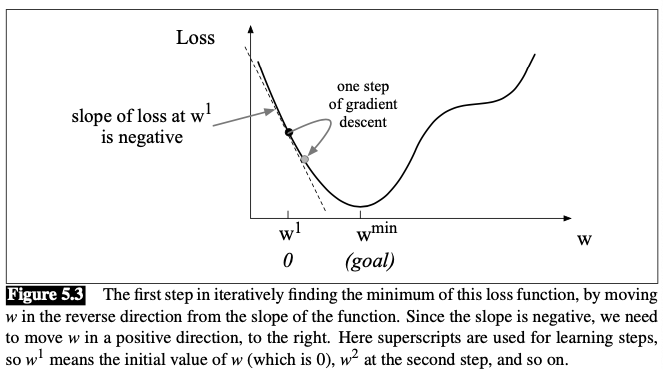 Loss
one step
of gradient
descent
slope of loss at w1
is negative
w1
wmin
w
0
(goal)
Figure 5.3 The first step in iteratively finding the minimum of this loss function, by moving
w in the reverse direction from the slope of the function. Since the slope is negative, we need
to move w in a positive direction, to the right. Here superscripts are used for learning steps,
so w1 means the initial value of w (which is 0), w2 at the second step, and so on.